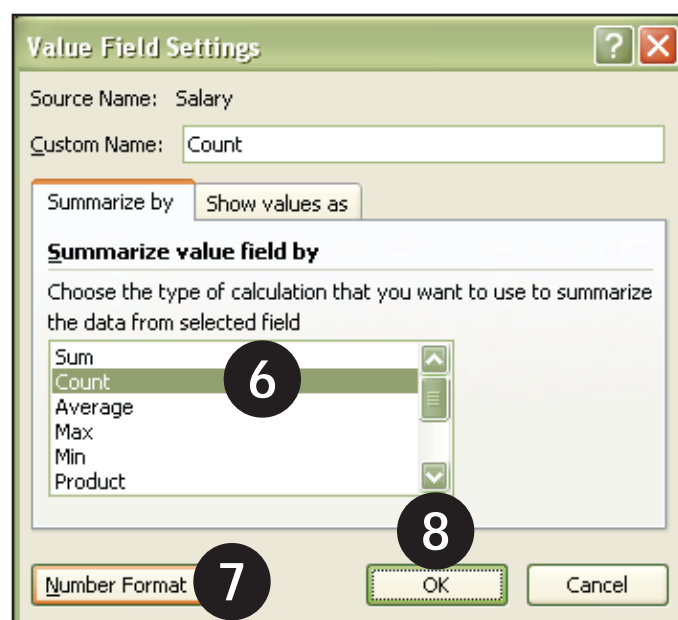 Value Field Settings ?
Source Name: Salary
Custom Name: Count
Summarize by Show values as
Summarize value field by
Choose the type of calculation that you want to use to summarize
the data from selected field
Sum
Count 6
Average
Max
Min
Product
8
Number Format 7 OK Cancel